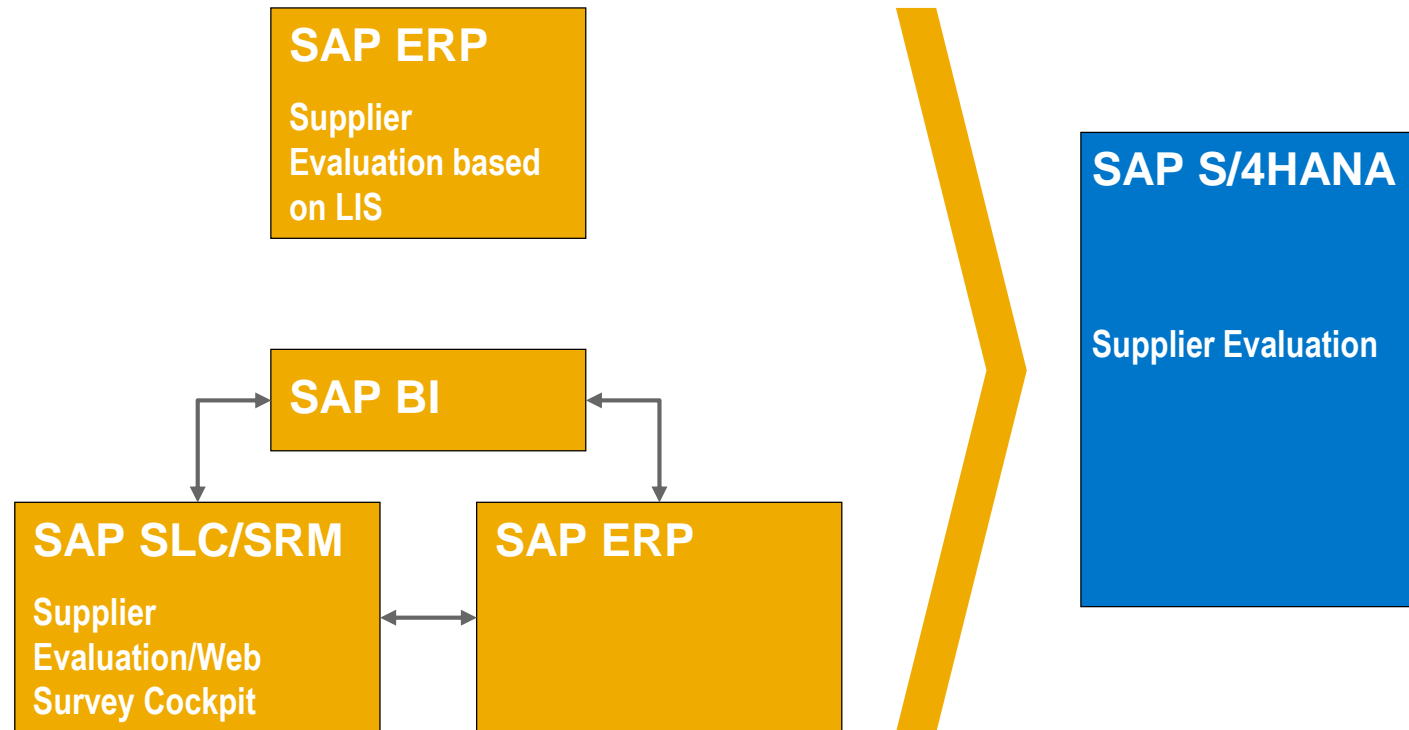 SAP ERP
Supplier
Evaluation based
on LIS
SAP BI
SAP SLC/SRM
Supplier
Evaluation/Web
Survey Cockpit
SAP ERP
SAP S/4HANA
Supplier Evaluation